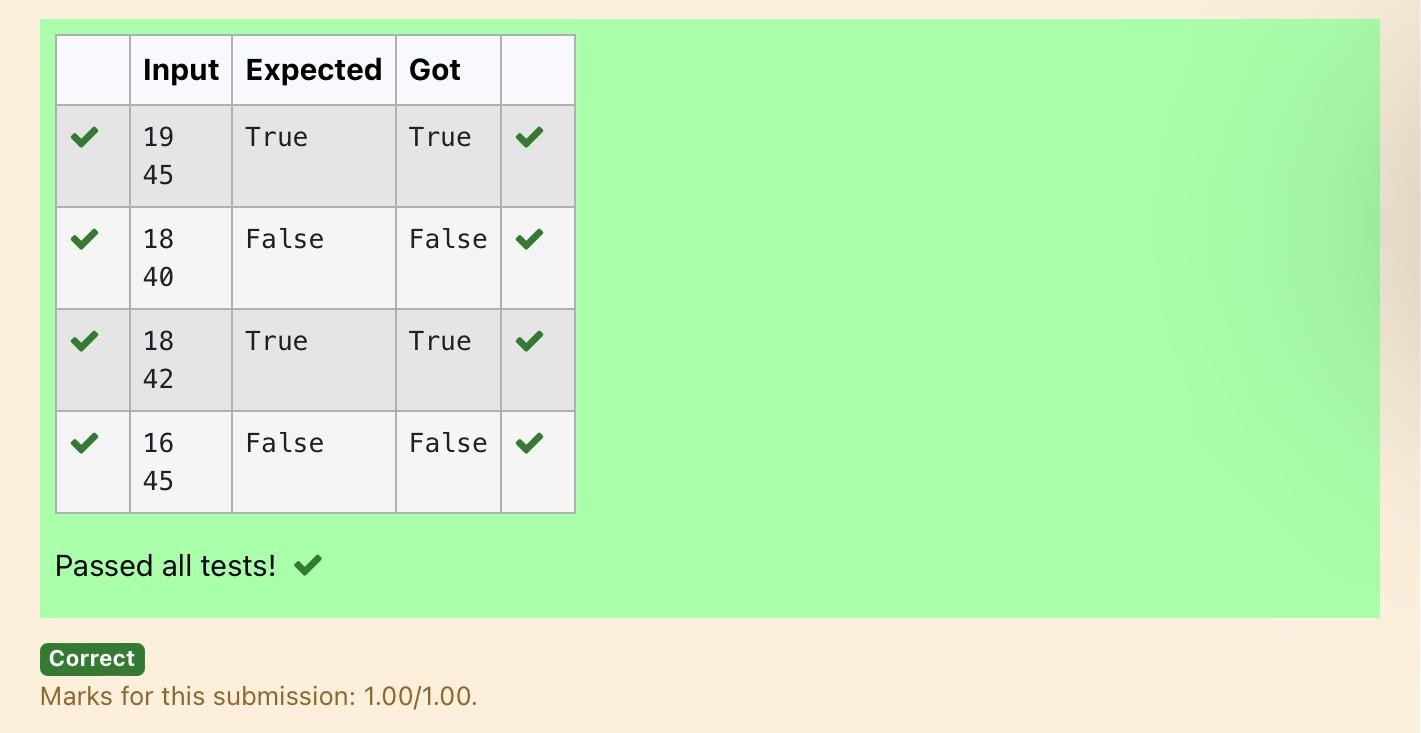 Input Expected Got
19 True True
45
18 False False
40
18 True True
42
16 False False
45
Passed all tests!
Correct
Marks for this submission: 1.00/1.00.